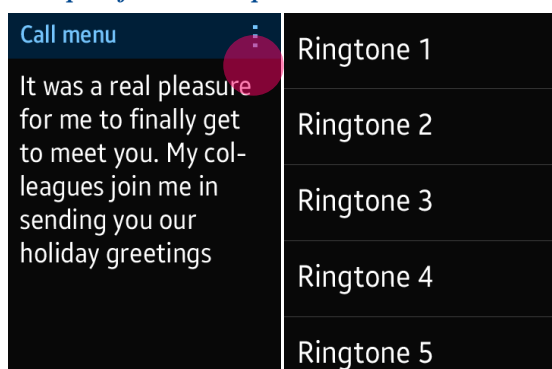 Call menu
It was a real pleasure
for me to finally get
to meet you. My col-
leagues join me in
sending you our
holiday greetings
Ringtone 1
Ringtone 2
Ringtone 3
Ringtone 4
Ringtone 5